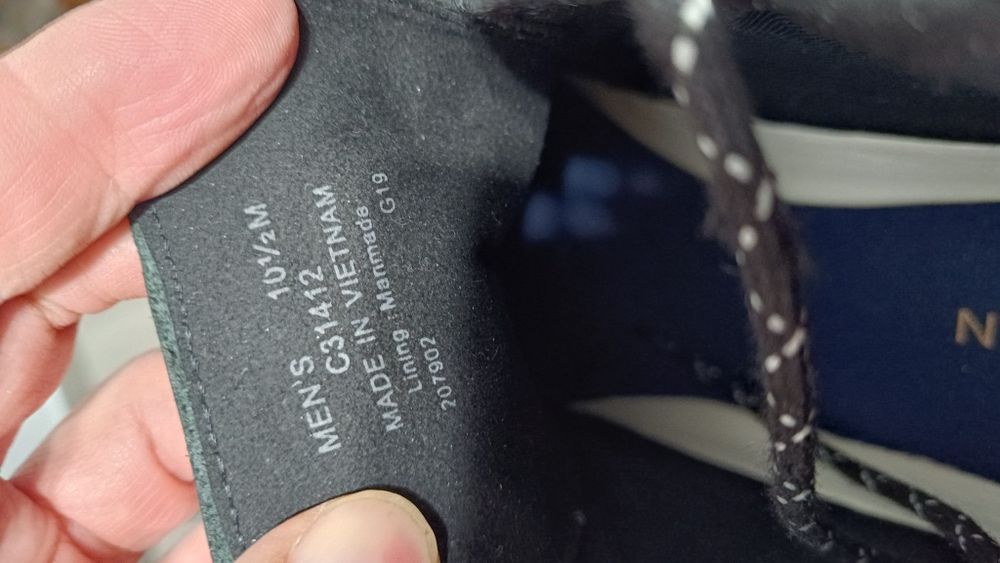 MEN'S 10½M
C31412
MADE IN VIETNAM
Lining : Manmade G19
207902
N